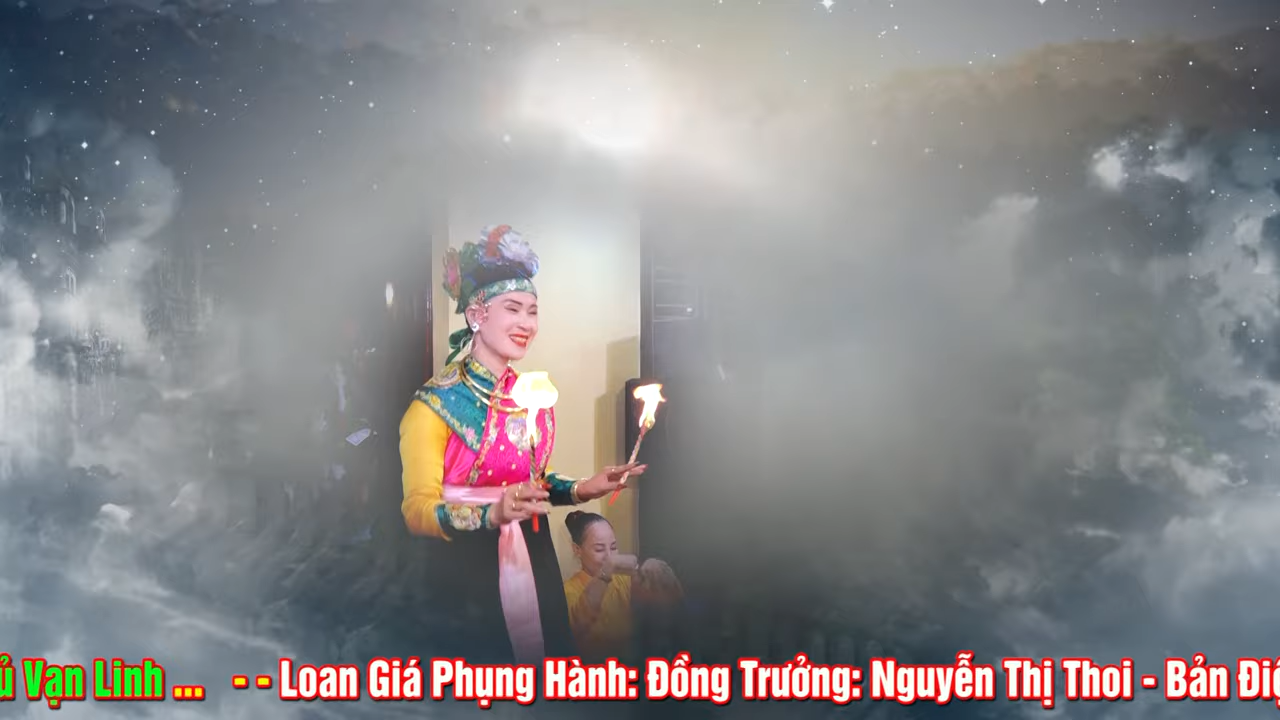 Vạn Linh ... - - Loan Giá Phụng Hành: Đồng Trưởng: Nguyễn Thị Thoi - Bản